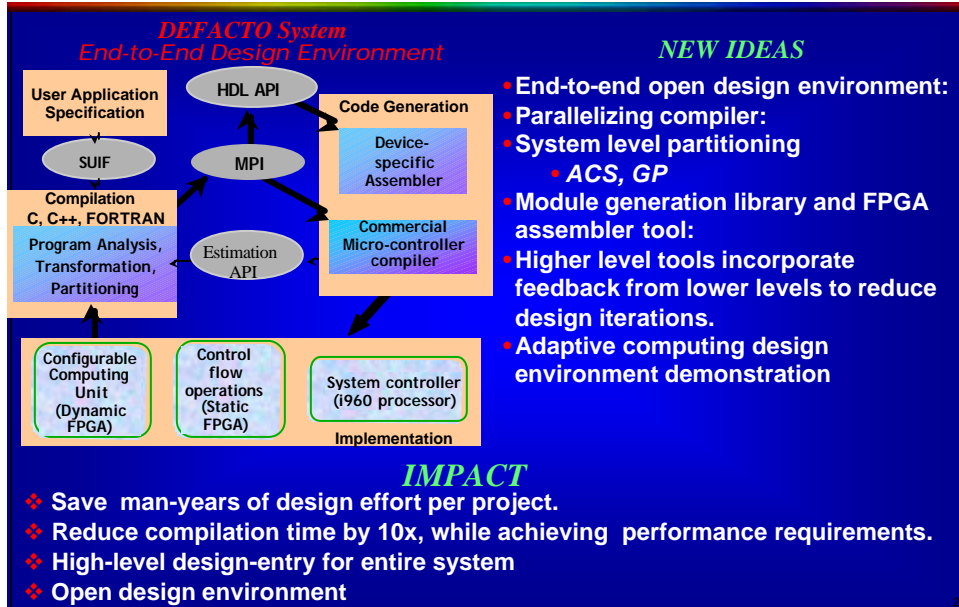 DEFACTO System
End-to-End Design Environment
User Application
Specification
SUIF
Compilation
C, C++, FORTRAN
Program Analysis,
Transformation,
Partitioning
HDL API
MPI
Estimation
API
Code Generation
Device-
specific
Assembler
Commercial
Micro-controller
compiler
Configurable
Computing
Unit
(Dynamic
FPGA)
Control
flow
operations
(Static
FPGA)
System controller
(i960 processor)
Implementation
NEW IDEAS
•End-to-end open design environment:
•Parallelizing compiler:
•System level partitioning
• ACS, GP
•Module generation library and FPGA
assembler tool:
•Higher level tools incorporate
feedback from lower levels to reduce
design iterations.
•Adaptive computing design
environment demonstration
IMPACT
❖ Save man-years of design effort per project.
❖ Reduce compilation time by 10x, while achieving performance requirements.
❖ High-level design-entry for entire system
❖ Open design environment